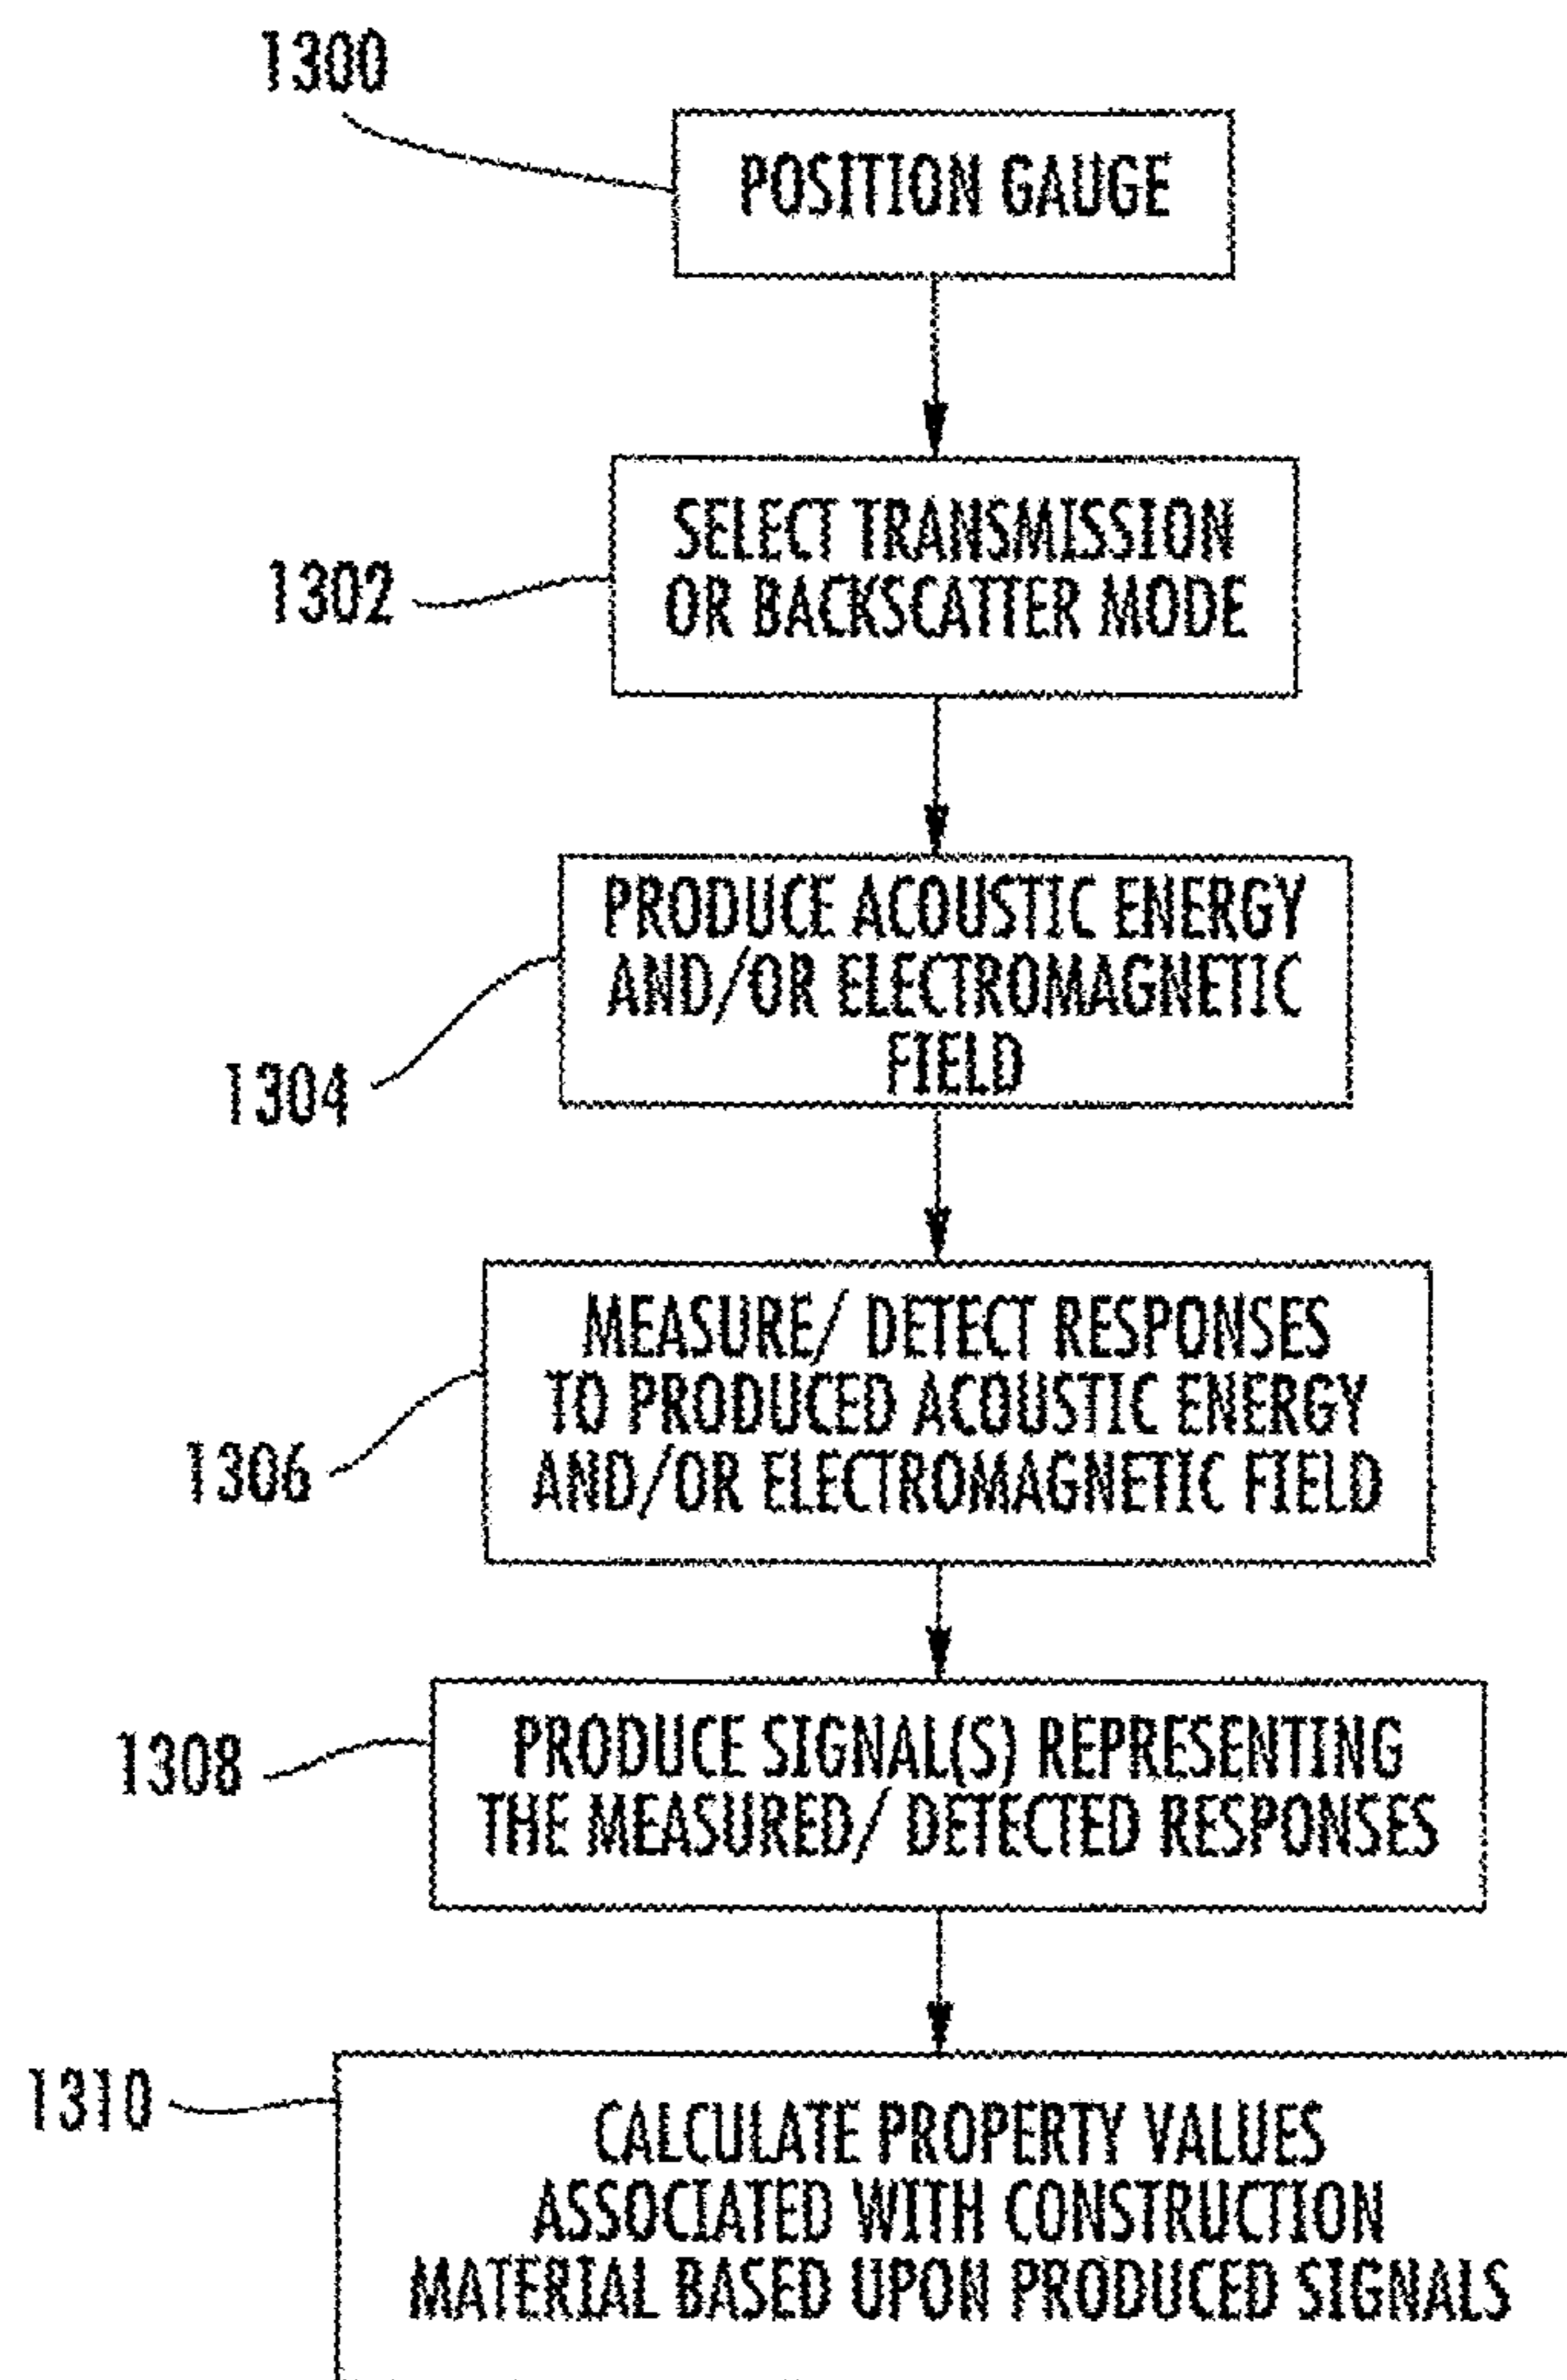 1300
POSITION GAUGE
SELECT TRANSMISSION
OR BACKSCATTER MODE
1302
PRODUCE ACOUSTIC ENERGY
AND/OR ELECTROMAGNETIC
FIELD
1304
MEASURE/ DETECT RESPONSES
TO PRODUCED ACOUSTIC ENERGY
AND/OR ELECTROMAGNETIC FIELD
1306
PRODUCE SIGNAL(S) REPRESENTING
THE MEASURED/ DETECTED RESPONSES
1308
1310
CALCULATE PROPERTY VALUES
ASSOCIATED WITH CONSTRUCTION
MATERIAL BASED UPON PRODUCED SIGNALS